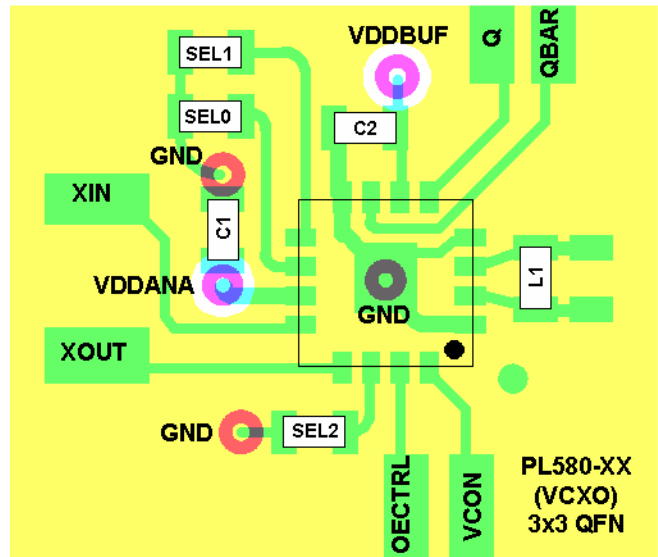 SEL1
VDDBUF
Q
QBAR
SEL0
C2
GND
XIN
C1
VDDANA
GND
L1
XOUT
GND
SEL2
OECTRL
VCON
PL580-XX
(VCXO)
3x3 QFN